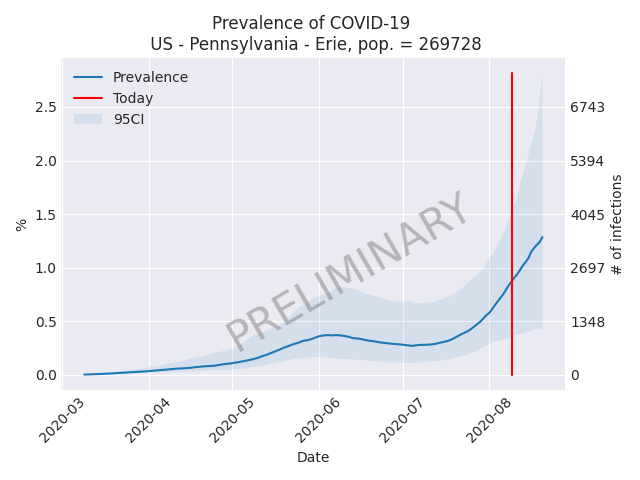 Prevalence of COVID-19
US - Pennsylvania - Erie, pop. = 269728
Prevalence
Today
95CI
2.5
2.0
1.5
1.0
0.5
0.0
%
6743
5394
4045
2697
1348
0
# of infections
PRELIMINARY
2020-03
2020-04
2020-05
2020-06
2020-07
2020-08
Date